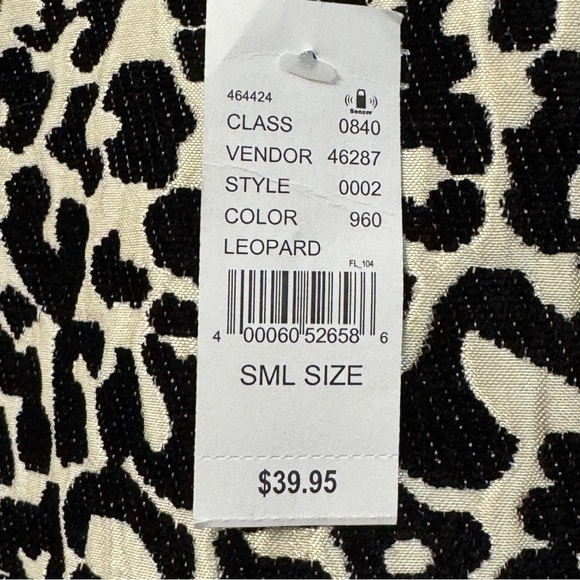 464424
Sensor
CLASS 0840
VENDOR 46287
STYLE 0002
COLOR 960
LEOPARD
FL_104
4 00060 52658 6
SML SIZE
$39.95